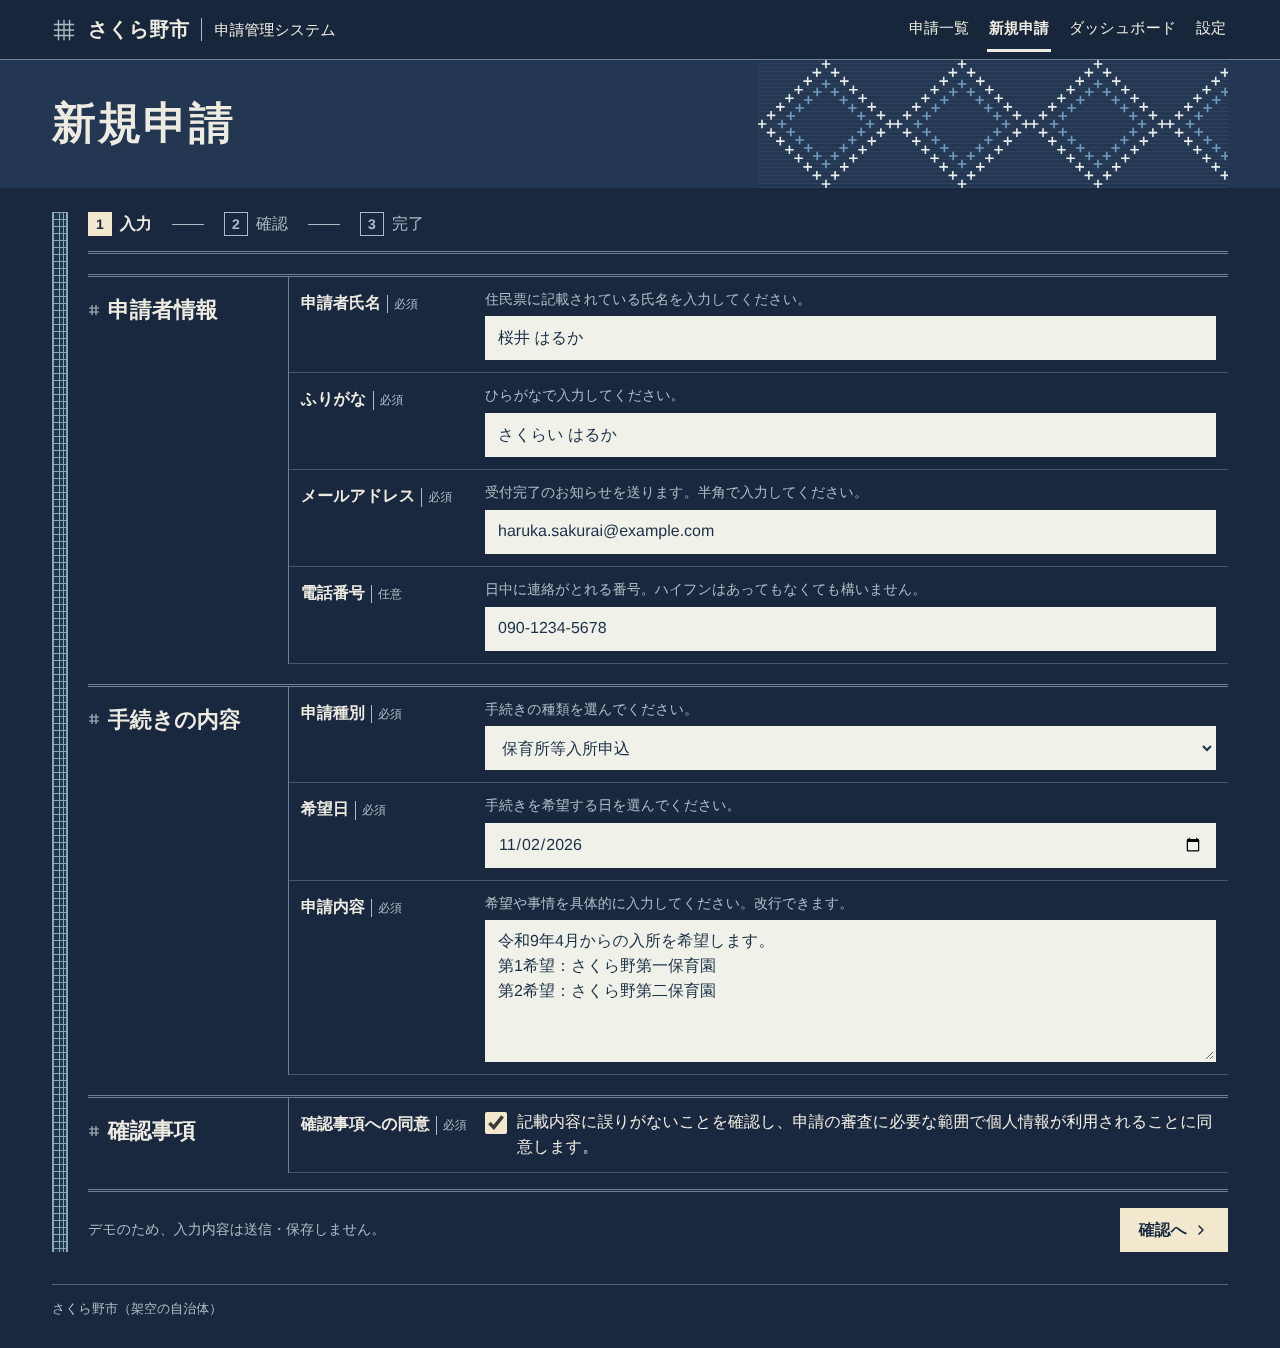 さくら野市 申請管理システム 申請一覧 新規申請 ダッシュボード 設定
新規申請
1 入力 2 確認 3 完了
申請者情報
申請者氏名 必須 住民票に記載されている氏名を入力してください。
桜井 はるか
ふりがな 必須 ひらがなで入力してください。
さくらい はるか
メールアドレス 必須 受付完了のお知らせを送ります。半角で入力してください。
haruka.sakurai@example.com
電話番号 任意 日中に連絡がとれる番号。ハイフンはあってもなくても構いません。
090-1234-5678
手続きの内容
申請種別 必須 手続きの種類を選んでください。
保育所等入所申込
希望日 必須 手続きを希望する日を選んでください。
11/02/2026
申請内容 必須 希望や事情を具体的に入力してください。改行できます。
令和9年4月からの入所を希望します。
第1希望：さくら野第一保育園
第2希望：さくら野第二保育園
確認事項
確認事項への同意 必須 記載内容に誤りがないことを確認し、申請の審査に必要な範囲で個人情報が利用されることに同
意します。
デモのため、入力内容は送信・保存しません。 確認へ
さくら野市（架空の自治体）